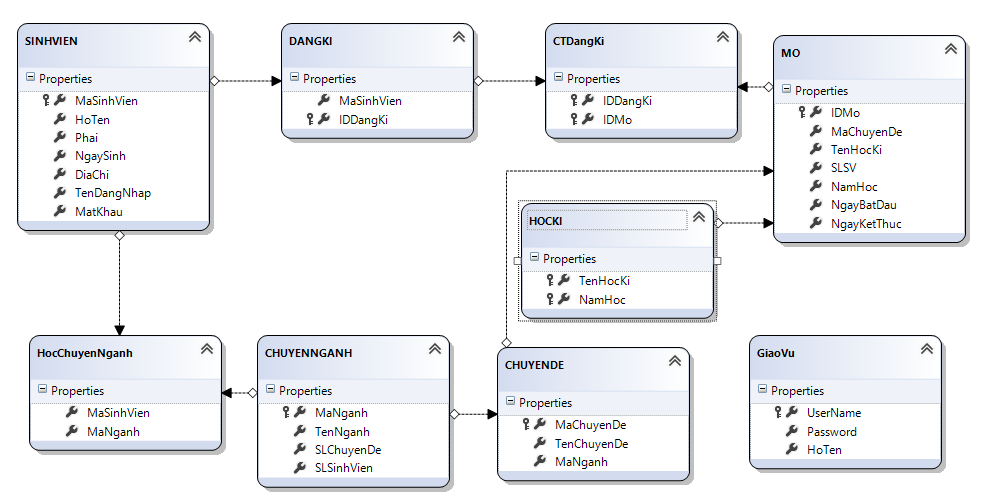 SINHVIEN
Properties
MaSinhVien
HoTen
Phai
NgaySinh
DiaChi
TenDangNhap
MatKhau
DANGKI
Properties
MaSinhVien
IDDangKi
CTDangKi
Properties
IDDangKi
IDMo
MO
Properties
IDMo
MaChuyenDe
TenHocKi
SLSV
NamHoc
NgayBatDau
NgayKetThuc
HOCKI
Properties
TenHocKi
NamHoc
HocChuyenNganh
Properties
MaSinhVien
MaNganh
CHUYENNGANH
Properties
MaNganh
TenNganh
SLChuyenDe
SLSinhVien
CHUYENDE
Properties
MaChuyenDe
TenChuyenDe
MaNganh
GiaoVu
Properties
UserName
Password
HoTen